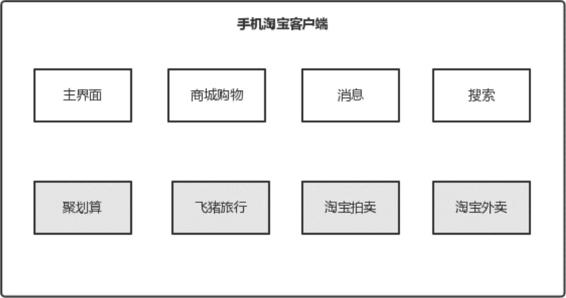 手机淘宝客户端
主界面
商城购物
消息
搜索
聚划算
飞猪旅行
淘宝拍卖
淘宝外卖